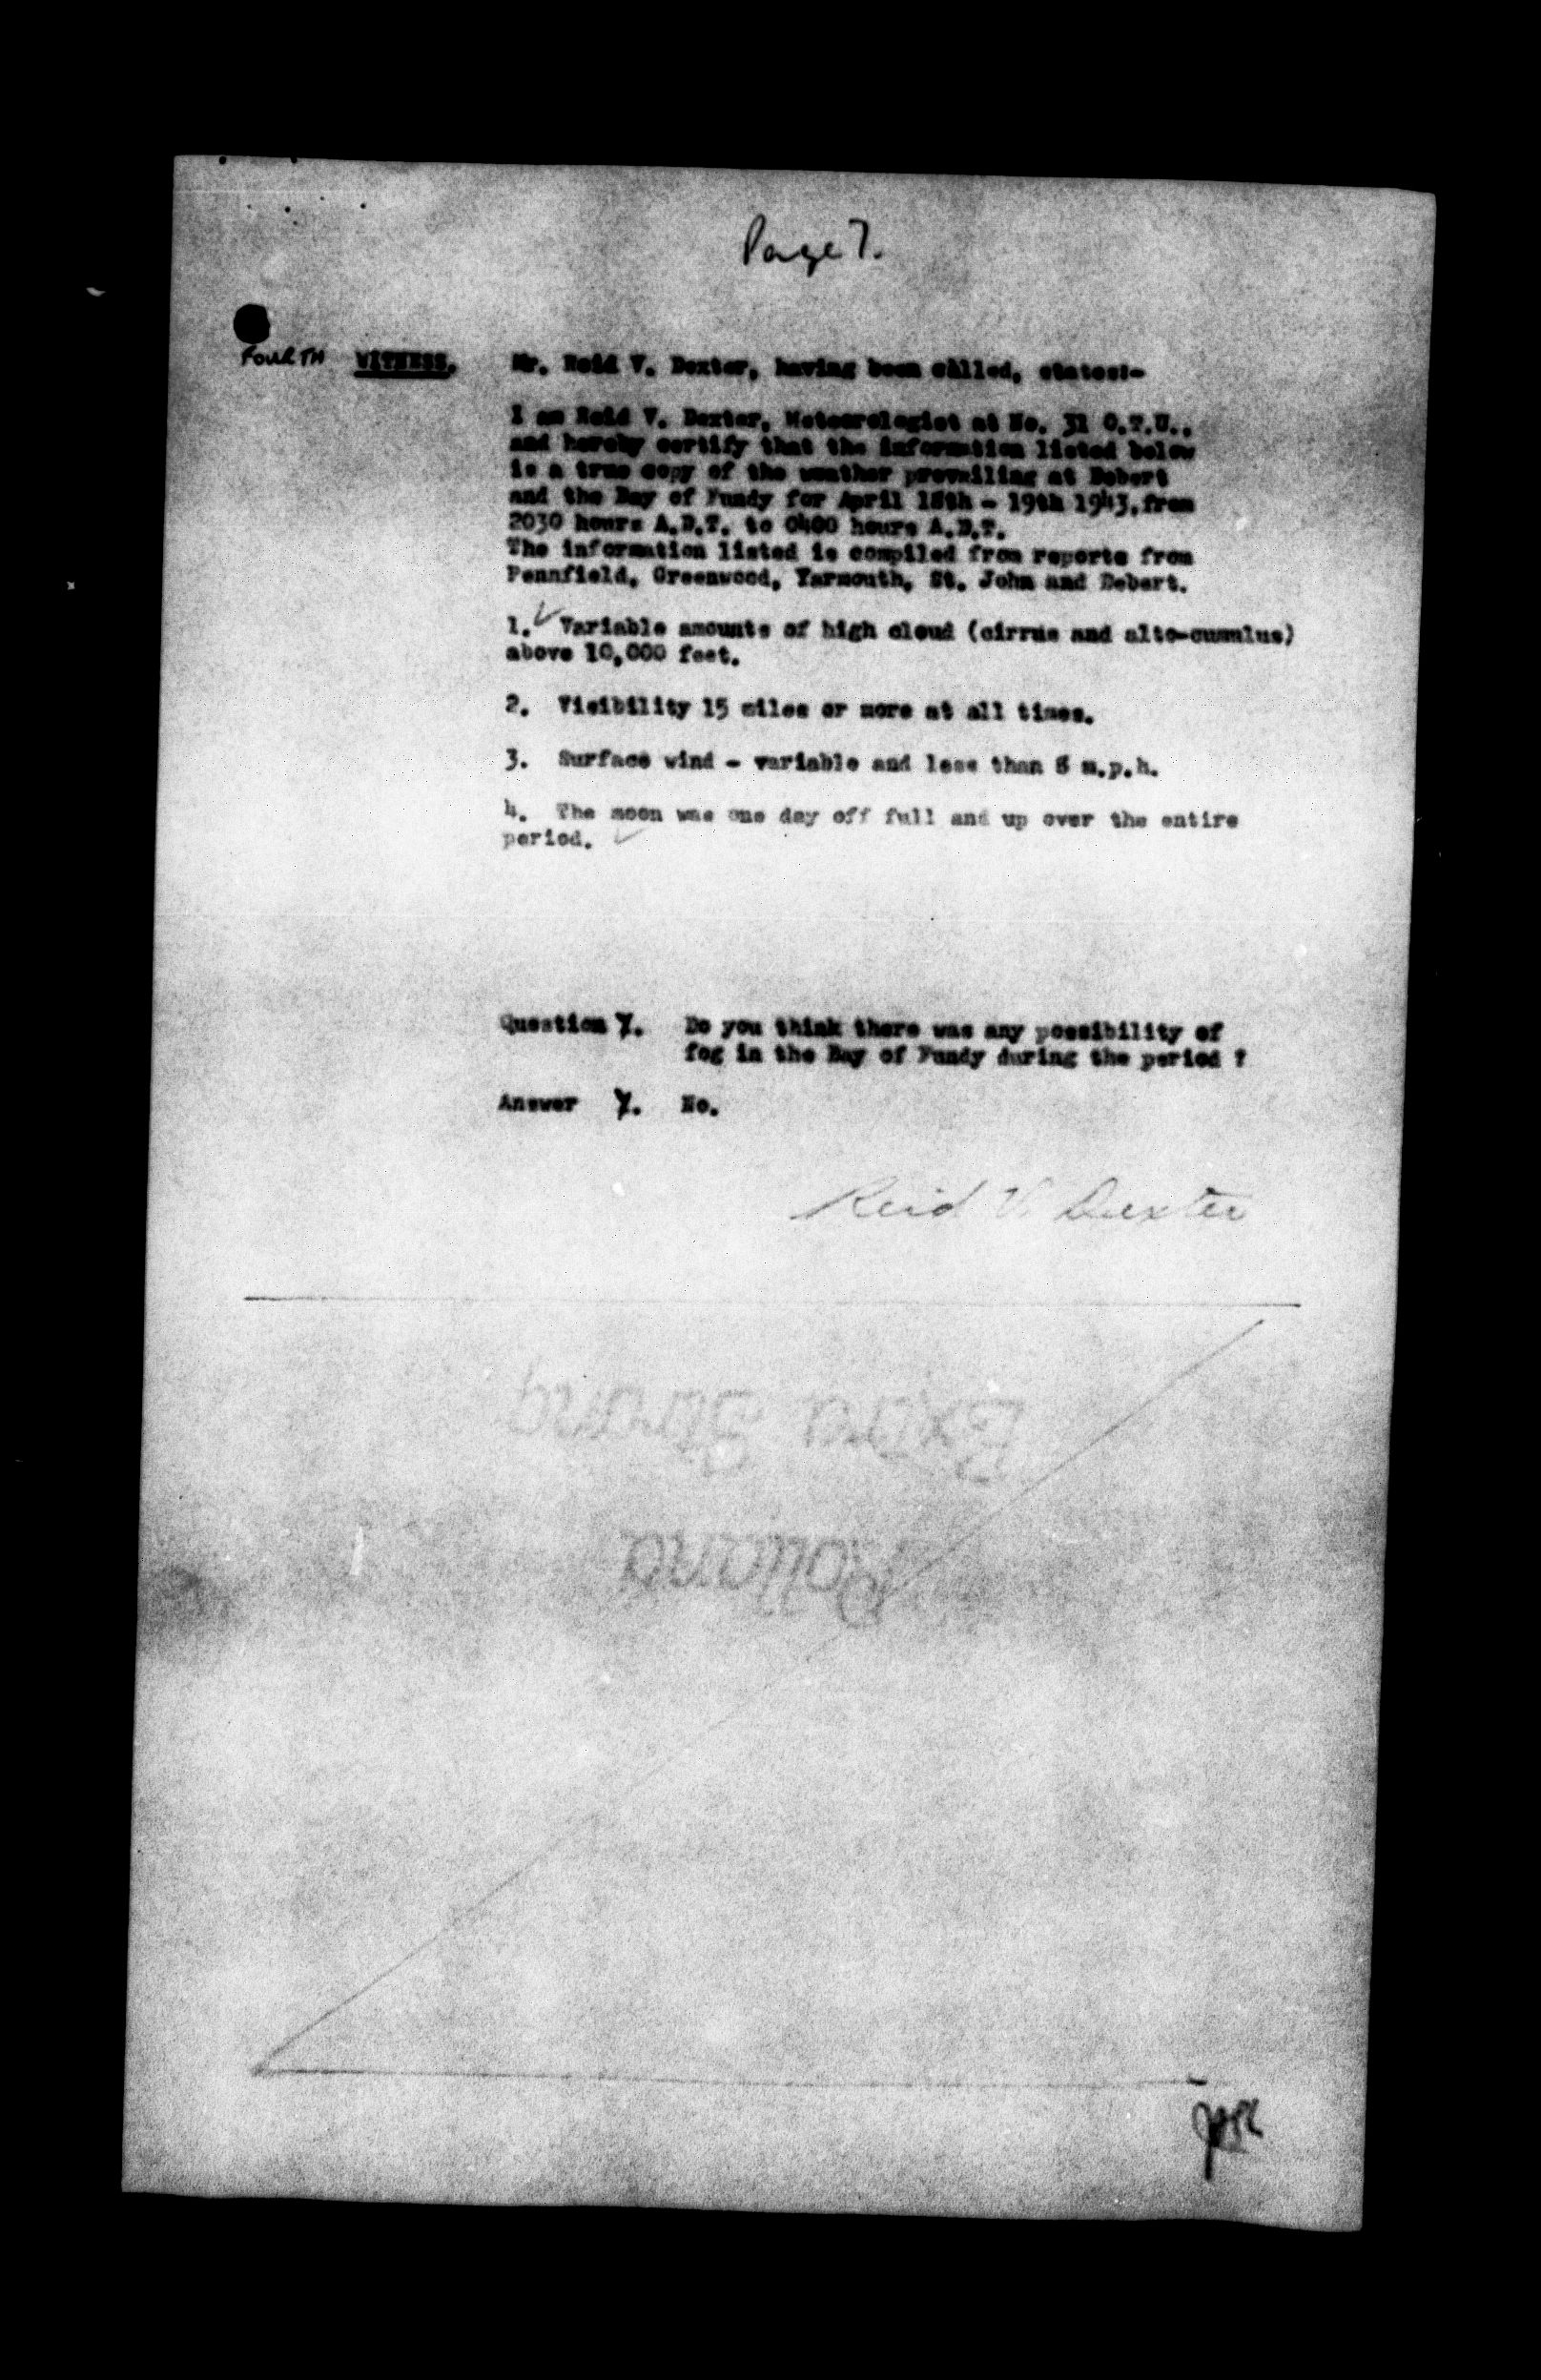 Page 7.
Fourth WITNESS. Mr. Reid V. Dexter, having been called, states:-
I am Reid V. Dexter, Meteorologist at No. 31 O.T.U.,
and hereby certify that the information listed below
is a true copy of the weather prevailing at Debert
and the Bay of Fundy for April 18th - 19th 1943, from
2030 hours A.D.T. to 0400 hours A.D.T.
The information listed is compiled from reports from
Pennfield, Greenwood, Yarmouth, St. John and Debert.
1. Variable amounts of high cloud (cirrus and alto-cumulus)
above 10,000 feet.
2. Visibility 15 miles or more at all times.
3. Surface wind - variable and less than 8 m.p.h.
4. The moon was one day off full and up over the entire
period.
Question Do you think there was any possibility of
fog in the Bay of Fundy during the period ?
Answer No.
Reid V. Dexter
Extra Strong